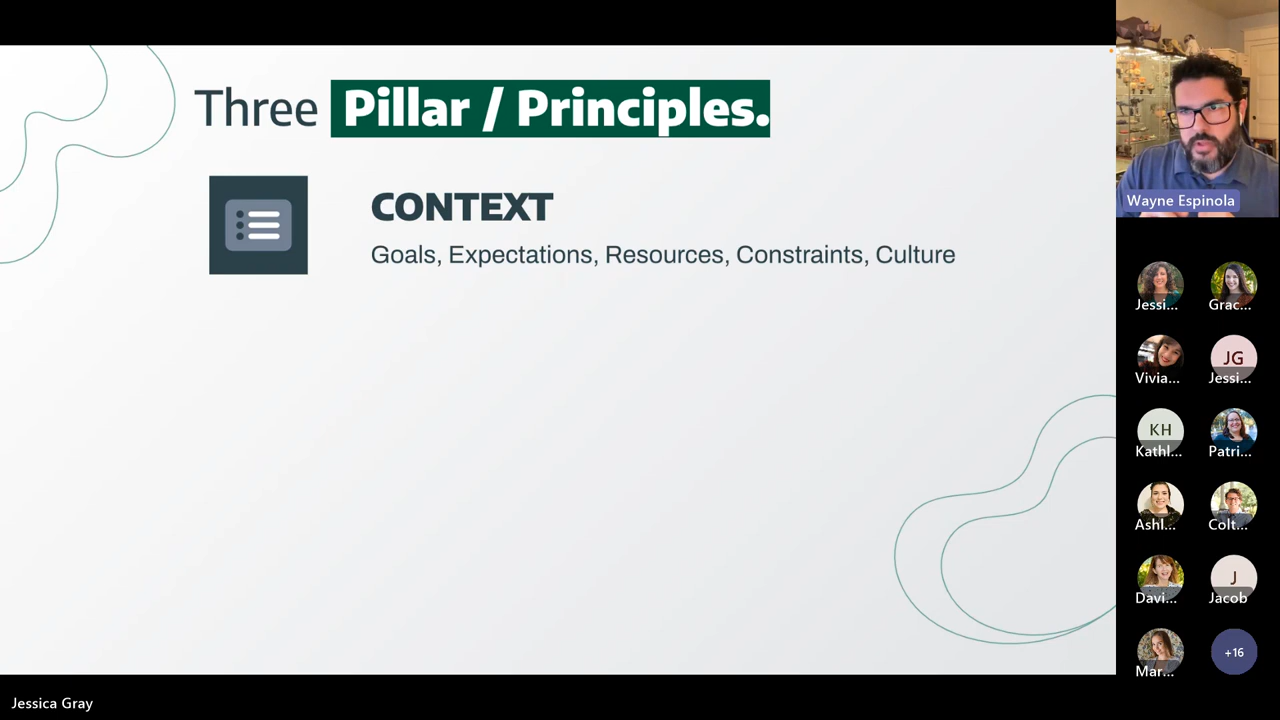 Three Pillar / Principles.
CONTEXT
Goals, Expectations, Resources, Constraints, Culture
Wayne Espinola
Jessi...
Grac...
Vivia...
JG
Jessi...
KH
Kathl...
Patri...
Ashl...
Colt...
Davi...
J
Jacob
Mar...
+16
Jessica Gray